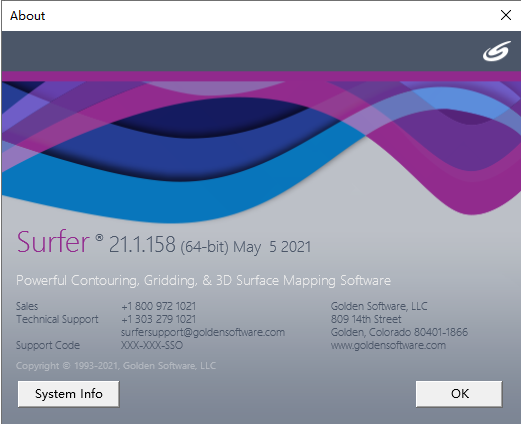 About
Surfer ® 21.1.158 (64-bit) May 5 2021
Powerful Contouring, Gridding, & 3D Surface Mapping Software
Sales +1 800 972 1021 Golden Software, LLC
Technical Support +1 303 279 1021 809 14th Street
surfersupport@goldensoftware.com Golden, Colorado 80401-1866
Support Code XXX-XXX-SSO www.goldensoftware.com
Copyright © 1993-2021, Golden Software, LLC
System Info OK